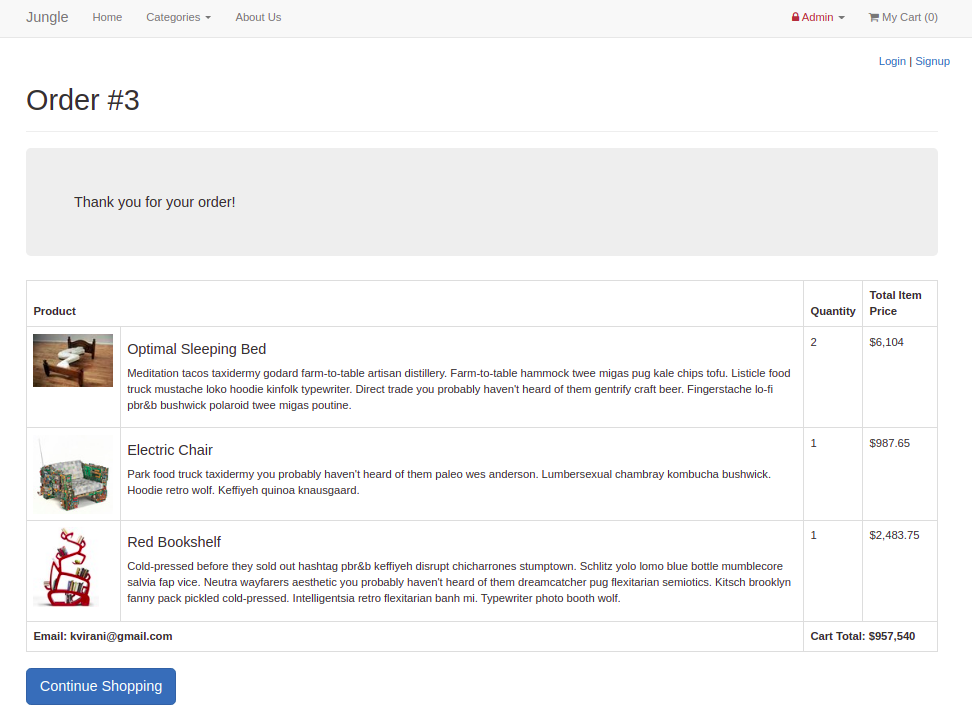 Jungle Home Categories About Us Admin My Cart (0)
Login | Signup
Order #3
Thank you for your order!
Product Quantity Total Item Price
Optimal Sleeping Bed 2 $6,104
Meditation tacos taxidermy godard farm-to-table artisan distillery. Farm-to-table hammock twee migas pug kale chips tofu. Listicle food
truck mustache loko hoodie kinfolk typewriter. Direct trade you probably haven't heard of them gentrify craft beer. Fingerstache lo-fi
pbr&b bushwick polaroid twee migas poutine.
Electric Chair 1 $987.65
Park food truck taxidermy you probably haven't heard of them paleo wes anderson. Lumbersexual chambray kombucha bushwick.
Hoodie retro wolf. Keffiyeh quinoa knausgaard.
Red Bookshelf 1 $2,483.75
Cold-pressed before they sold out hashtag pbr&b keffiyeh disrupt chicharrones stumptown. Schlitz yolo lomo blue bottle mumblecore
salvia fap vice. Neutra wayfarers aesthetic you probably haven't heard of them dreamcatcher pug flexitarian semiotics. Kitsch brooklyn
fanny pack pickled cold-pressed. Intelligentsia retro flexitarian banh mi. Typewriter photo booth wolf.
Email: kvirani@gmail.com Cart Total: $957,540
Continue Shopping